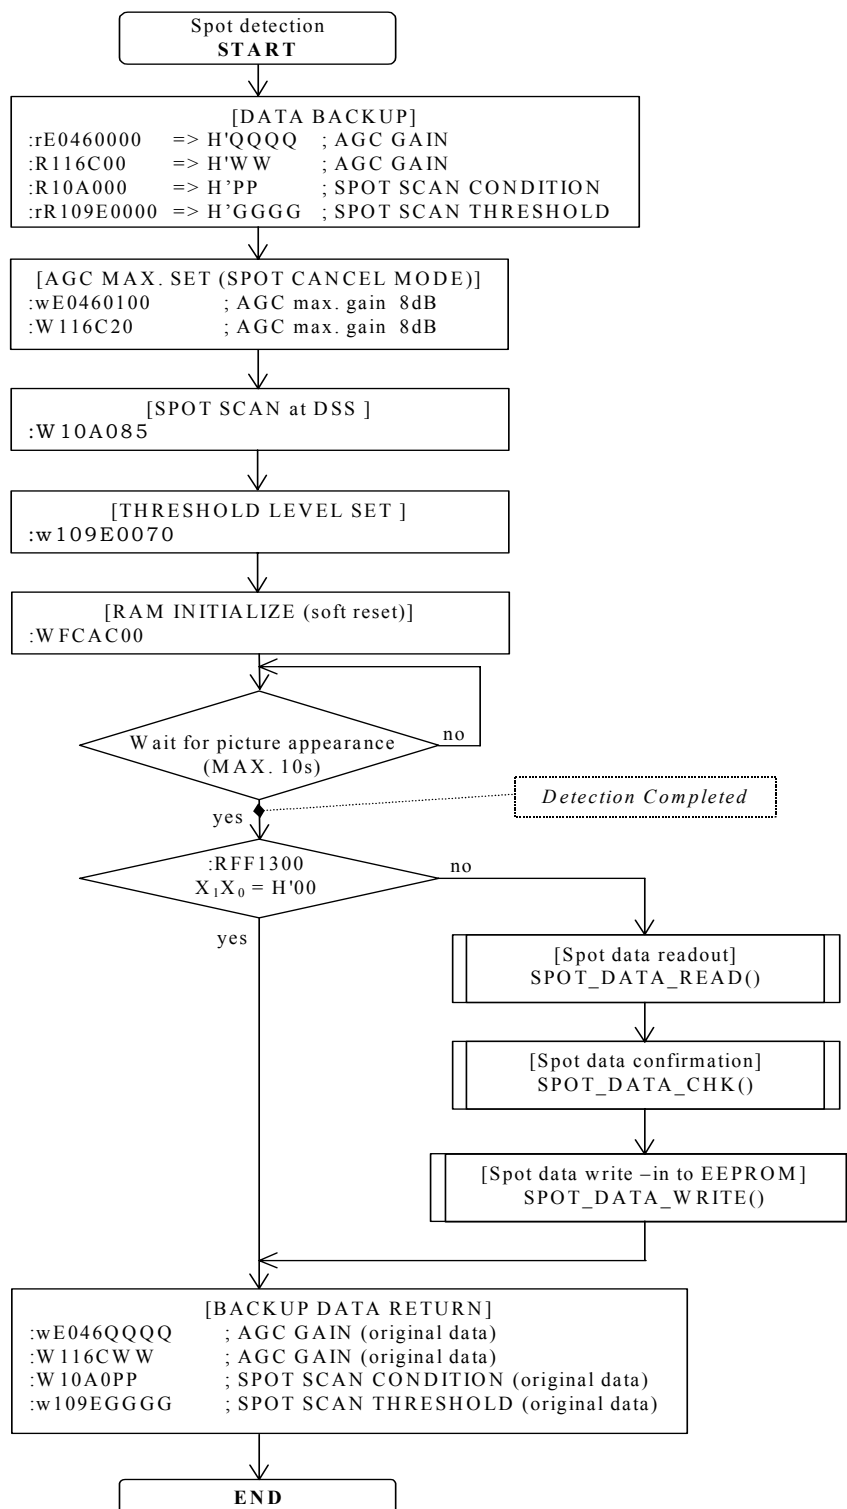 Spot detection
START
[DATA BACKUP]
:rE0460000 => H'QQQQ ; AGC GAIN
:R116C00 => H'WW ; AGC GAIN
:R10A000 => H’PP ; SPOT SCAN CONDITION
:rR109E0000 => H’GGGG ; SPOT SCAN THRESHOLD
[AGC MAX. SET (SPOT CANCEL MODE)]
:wE0460100 ; AGC max. gain 8dB
:W116C20 ; AGC max. gain 8dB
[SPOT SCAN at DSS ]
:W10A085
[THRESHOLD LEVEL SET ]
:w109E0070
[RAM INITIALIZE (soft reset)]
:WFCAC00
Wait for picture appearance
(MAX. 10s)
no
Detection Completed
yes
:RFF1300
X₁X₀ = H'00
no
yes
[Spot data readout]
SPOT_DATA_READ()
[Spot data confirmation]
SPOT_DATA_CHK()
[Spot data write –in to EEPROM]
SPOT_DATA_WRITE()
[BACKUP DATA RETURN]
:wE046QQQQ ; AGC GAIN (original data)
:W116CWW ; AGC GAIN (original data)
:W10A0PP ; SPOT SCAN CONDITION (original data)
:w109EGGGG ; SPOT SCAN THRESHOLD (original data)
END